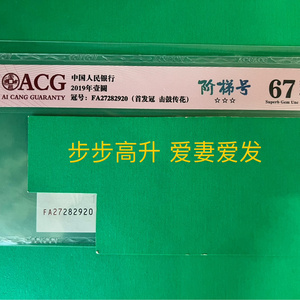 ACG
AI CANG GUARANTY
中国人民银行
2019年壹圆
冠号：FA27282920（首发冠 击鼓传花）
阶梯号
☆☆☆
67
Superb Gem Unc
步步高升 爱妻爱发
FA27282920